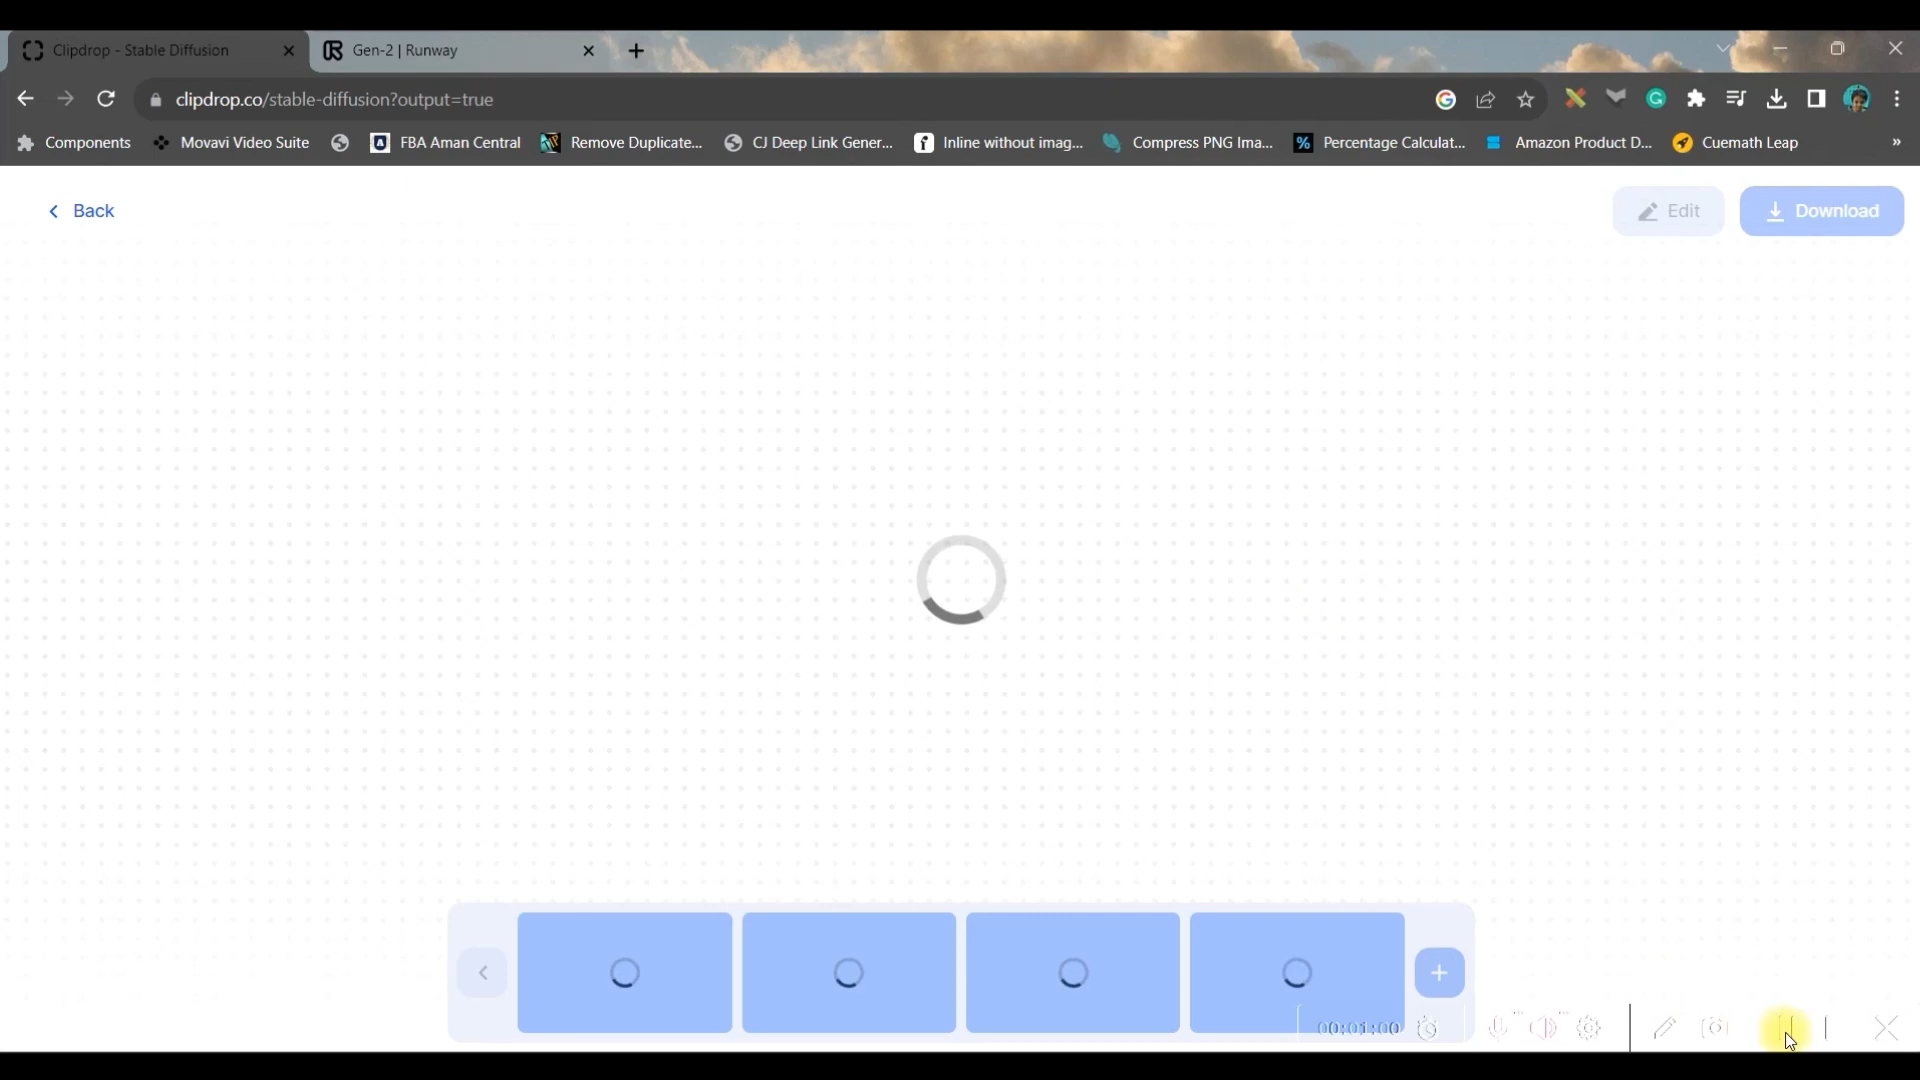 Clipdrop - Stable Diffusion
Gen-2 | Runway
clipdrop.co/stable-diffusion?output=true
Components
Movavi Video Suite
FBA Aman Central
Remove Duplicate...
CJ Deep Link Gener...
Inline without imag...
Compress PNG Ima...
Percentage Calculat...
Amazon Product D...
Cuemath Leap
»
Back
Edit
Download
00:01:00